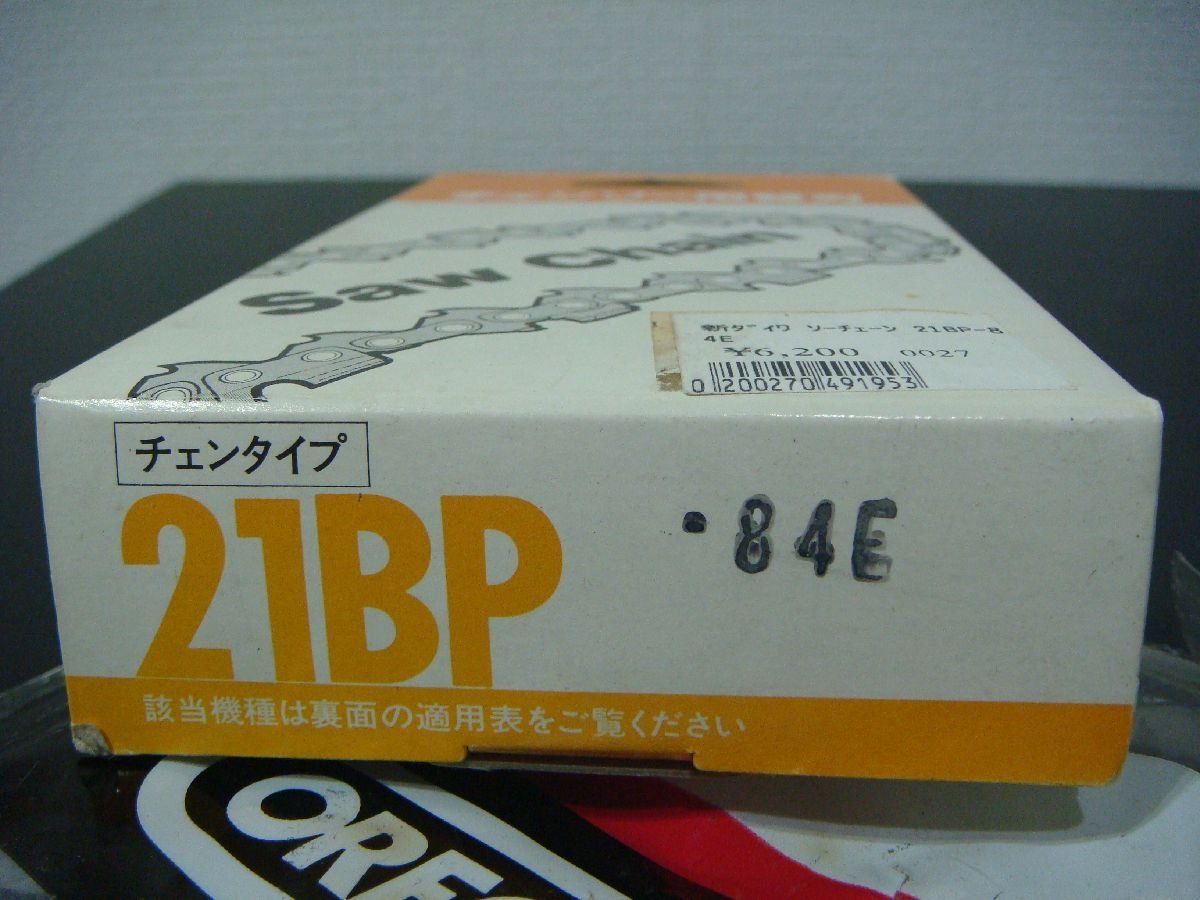 Saw Chain
新ダイワ ソーチェーン 21BP-8
4E
¥6,200 0027
0 200270 491953
チェンタイプ
21BP
・84E
該当機種は裏面の適用表をご覧ください
ORE